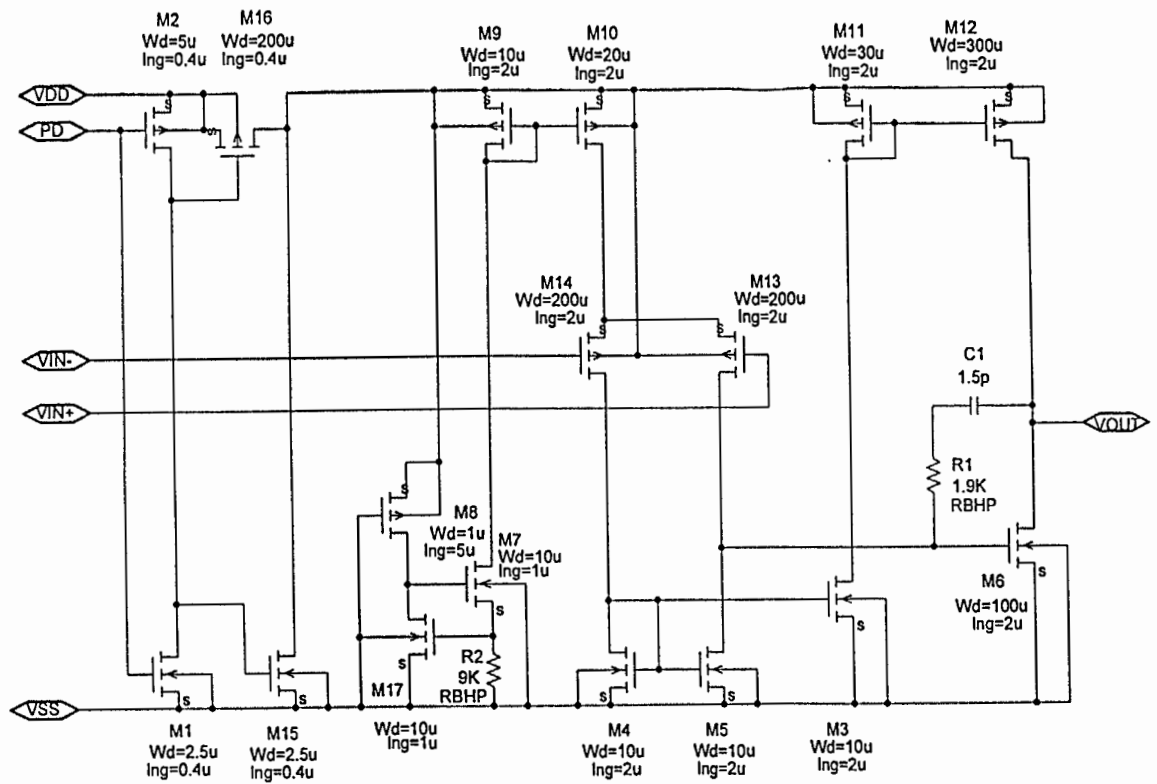 M2
Wd=5u
lng=0.4u
M16
Wd=200u
lng=0.4u
M9
Wd=10u
lng=2u
M10
Wd=20u
lng=2u
M11
Wd=30u
lng=2u
M12
Wd=300u
lng=2u
VDD
S
S
S
S
S
S
PD
M14
Wd=200u
lng=2u
M13
Wd=200u
lng=2u
S
S
VIN-
VIN+
C1
1.5p
VOUT
R1
1.9K
RBHP
S
M8
Wd=1u
lng=5u
M7
Wd=10u
lng=1u
S
M6
Wd=100u
lng=2u
S
S
R2
9K
RBHP
S
M17
Wd=10u
lng=1u
VSS
S
S
S
S
M1
Wd=2.5u
lng=0.4u
M15
Wd=2.5u
lng=0.4u
M4
Wd=10u
lng=2u
M5
Wd=10u
lng=2u
M3
Wd=10u
lng=2u